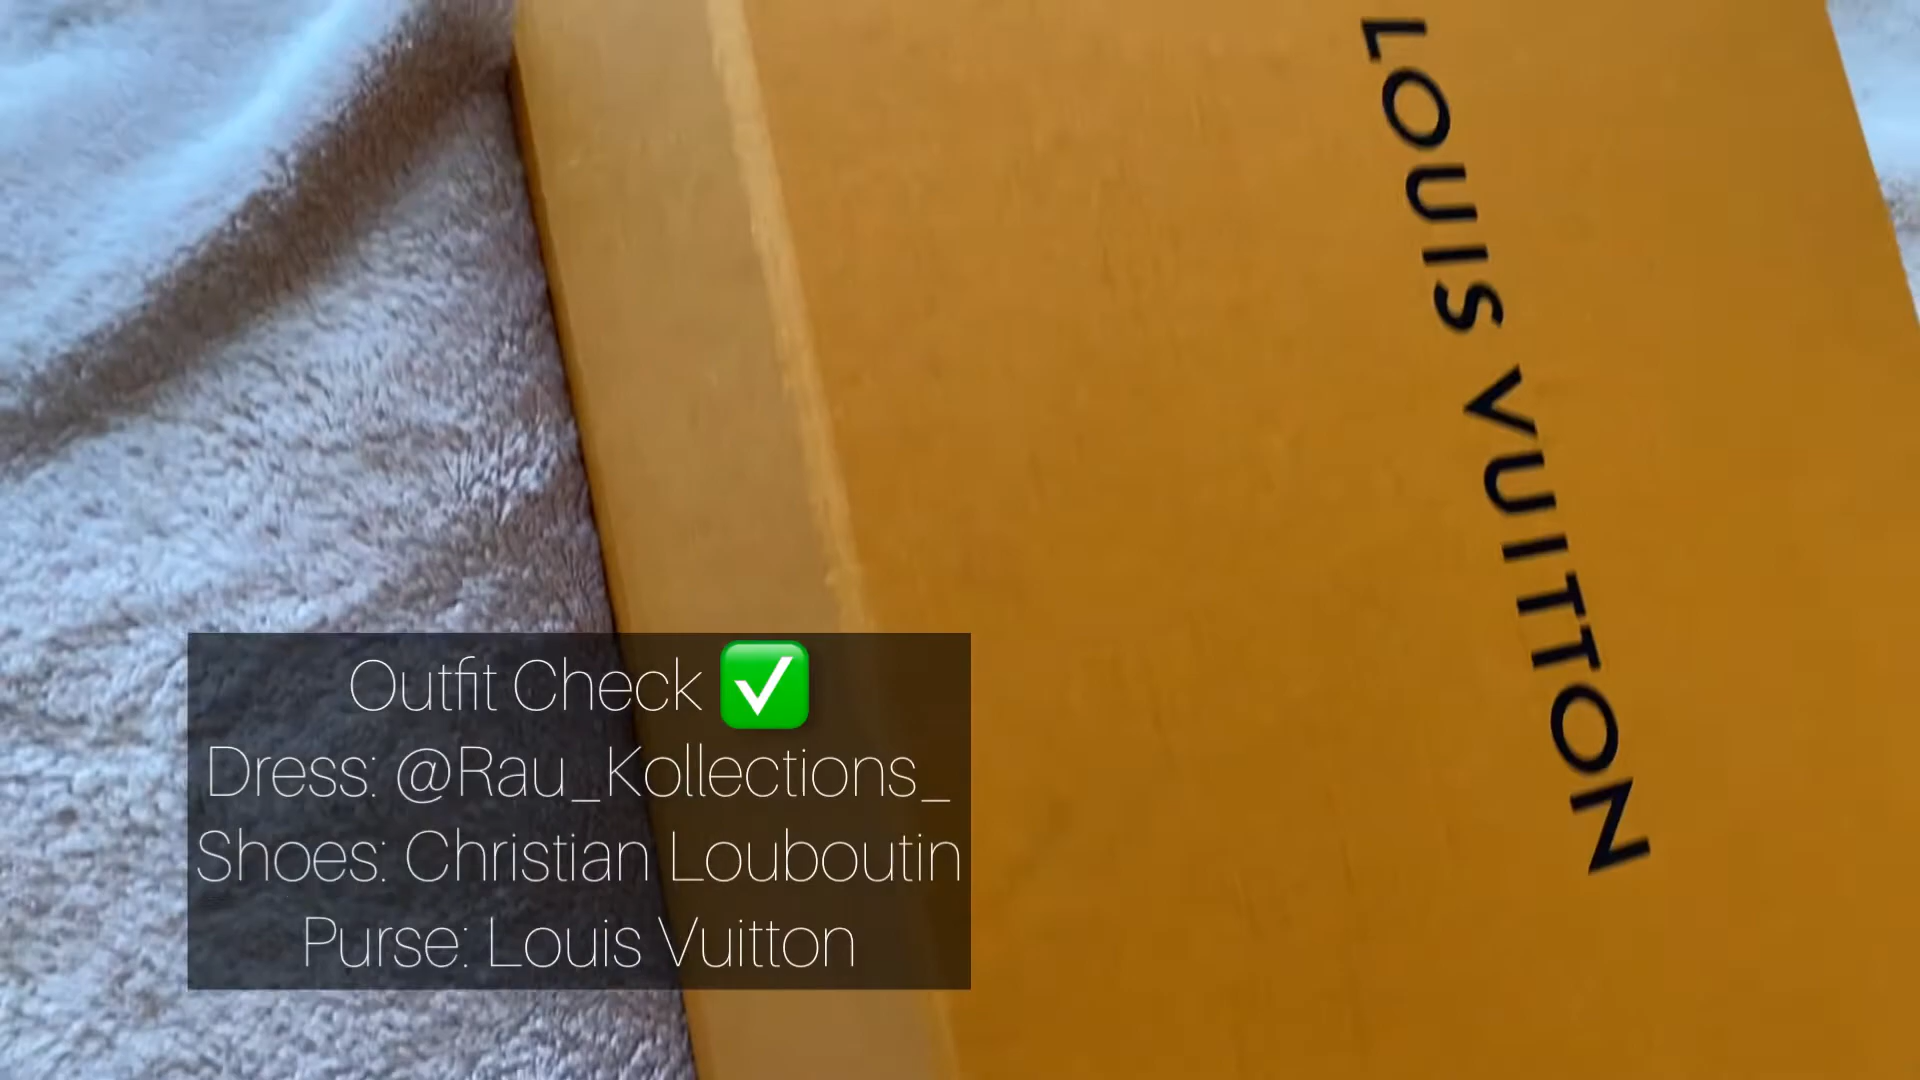 LOUIS VUITTON
Outfit Check ✅
Dress: @Rau_Kollections_
Shoes: Christian Louboutin
Purse: Louis Vuitton